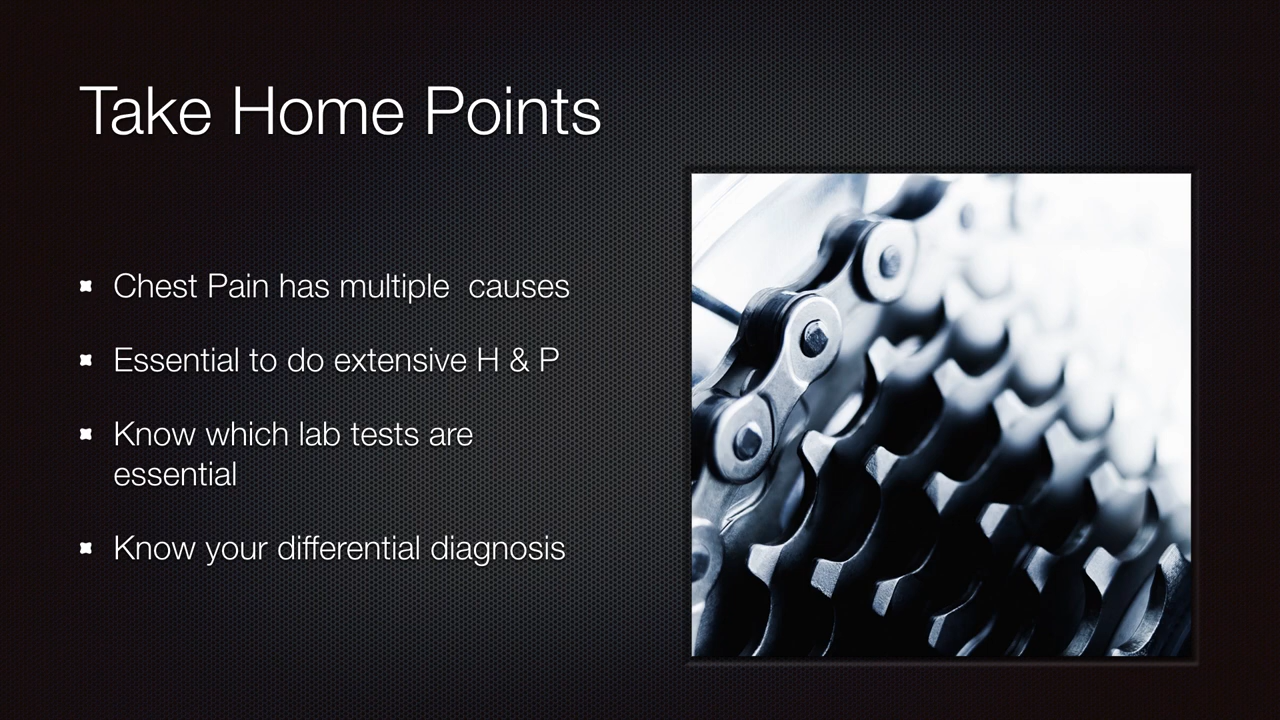 Take Home Points
Chest Pain has multiple  causes
Essential to do extensive H & P
Know which lab tests are
essential
Know your differential diagnosis